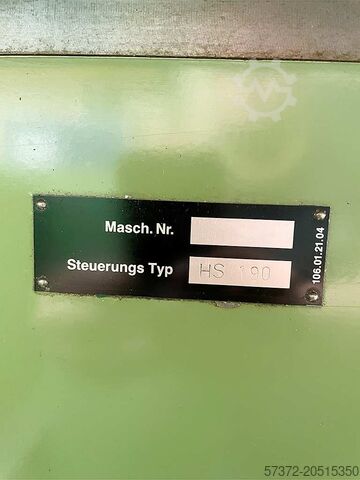 Masch. Nr.
Steuerungs Typ HS 190
106.01.21.04
57372-20515350